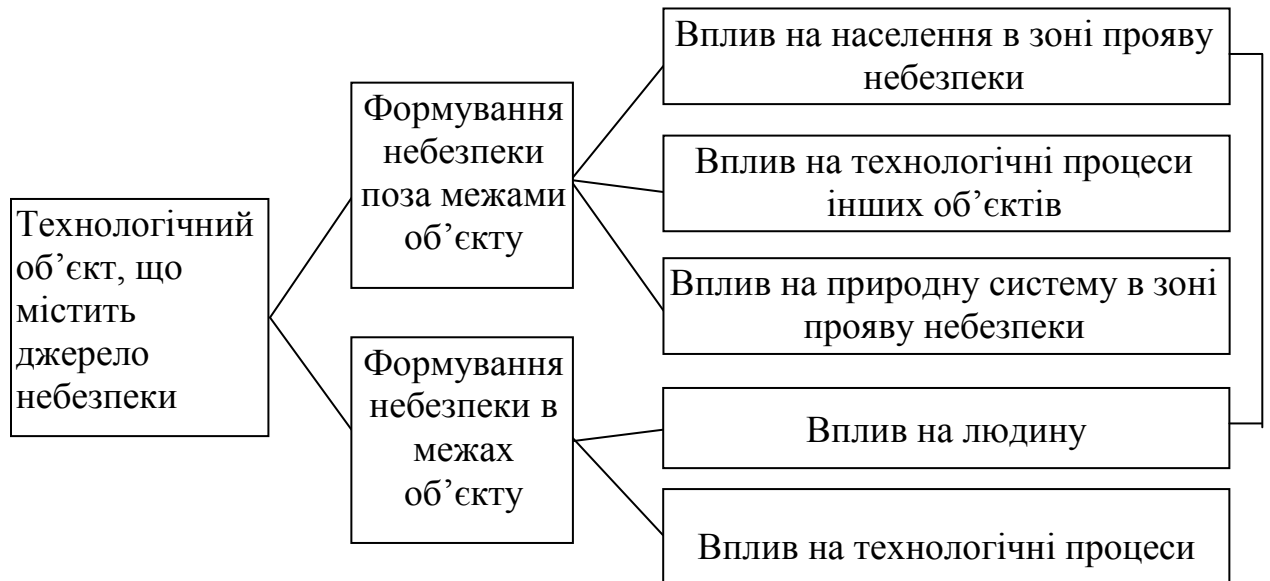 Технологічний
об’єкт, що
містить
джерело
небезпеки
Формування
небезпеки
поза межами
об’єкту
Формування
небезпеки в
межах
об’єкту
Вплив на населення в зоні прояву
небезпеки
Вплив на технологічні процеси
інших об’єктів
Вплив на природну систему в зоні
прояву небезпеки
Вплив на людину
Вплив на технологічні процеси